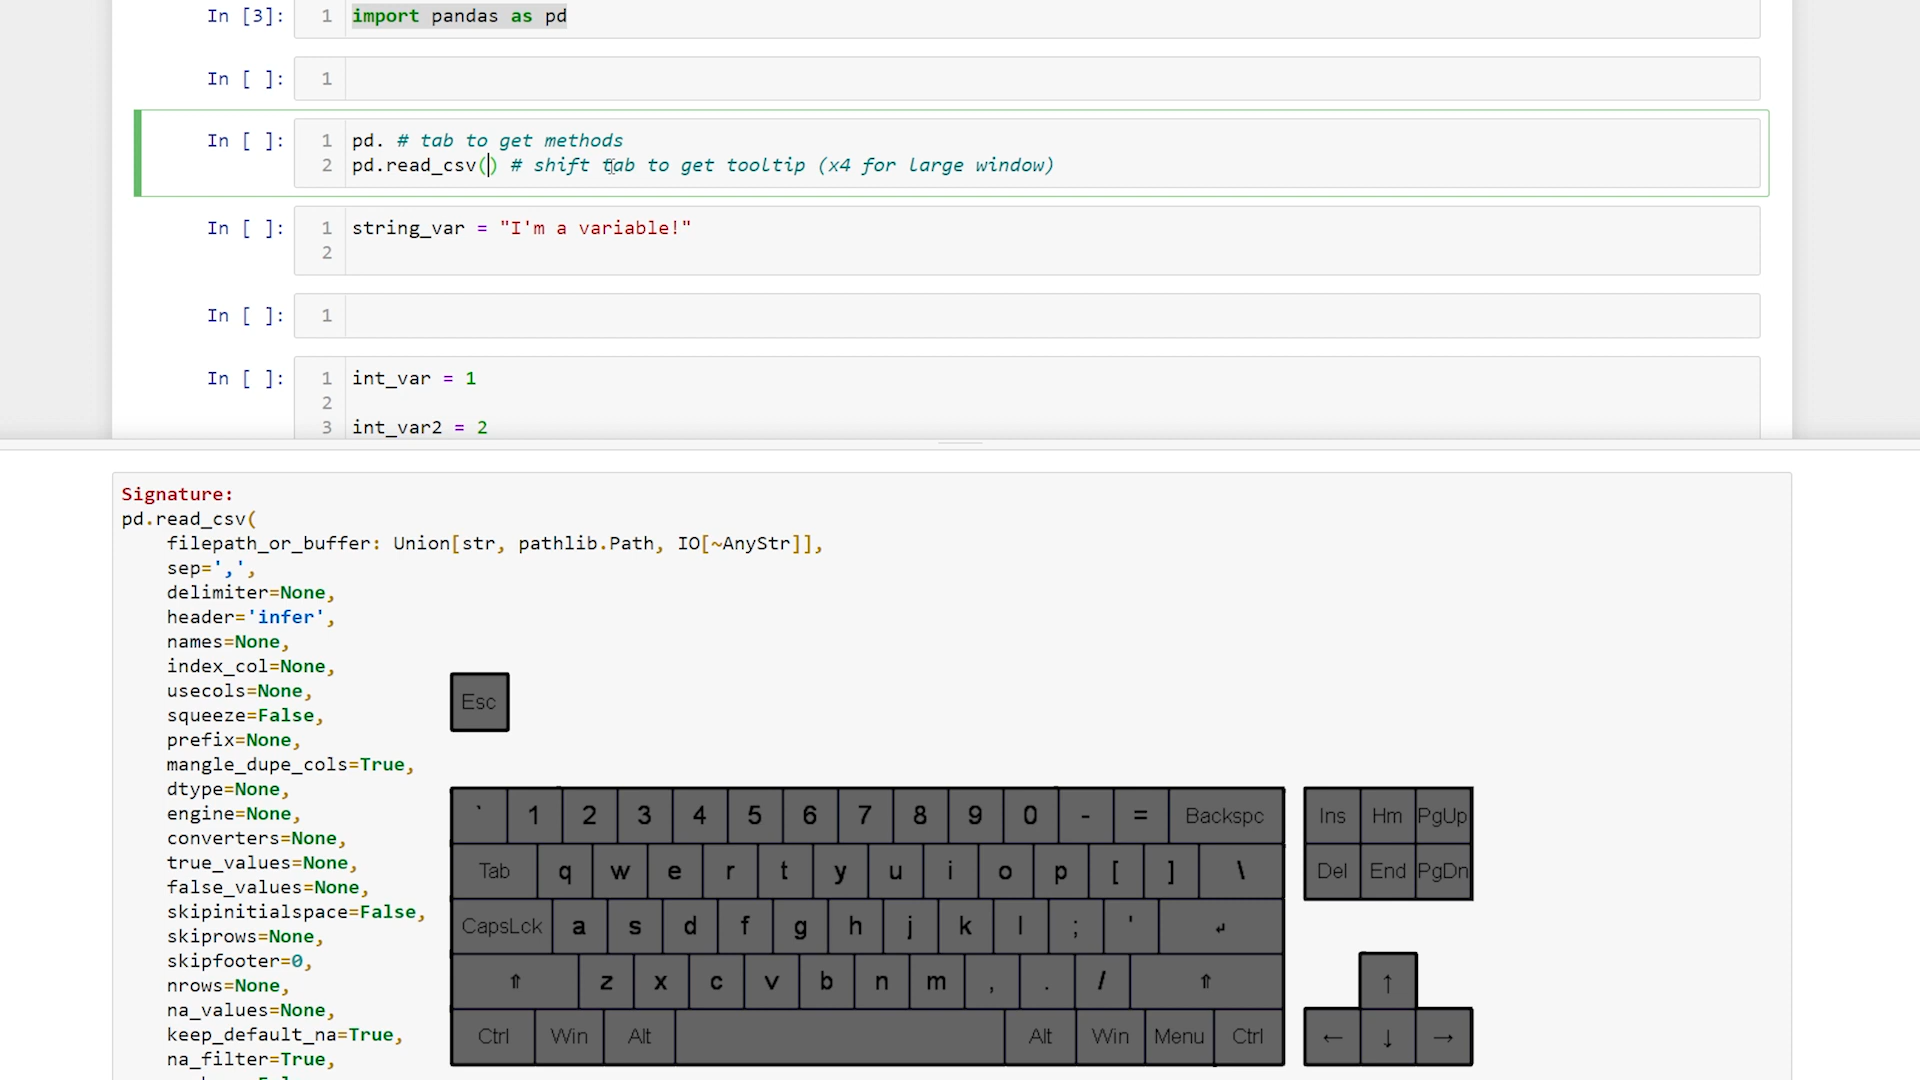 In [3]: 1 import pandas as pd
In [ ]: 1
In [ ]: 1 pd. # tab to get methods
2 pd.read_csv() # shift tab to get tooltip (x4 for large window)
In [ ]: 1 string_var = "I'm a variable!"
2
In [ ]: 1
In [ ]: 1 int_var = 1
2
3 int_var2 = 2
Signature:
pd.read_csv(
filepath_or_buffer: Union[str, pathlib.Path, IO[~AnyStr]],
sep=',',
delimiter=None,
header='infer',
names=None,
index_col=None,
usecols=None,
squeeze=False,
prefix=None,
mangle_dupe_cols=True,
dtype=None,
engine=None,
converters=None,
true_values=None,
false_values=None,
skipinitialspace=False,
skiprows=None,
skipfooter=0,
nrows=None,
na_values=None,
keep_default_na=True,
na_filter=True,
Esc
` 1 2 3 4 5 6 7 8 9 0 - = Backspc
Tab q w e r t y u i o p [ ] \
CapsLck a s d f g h j k l ; ' ↵
⇑ z x c v b n m , . / ⇑
Ctrl Win Alt Alt Win Menu Ctrl
Ins Hm PgUp
Del End PgDn
↑
← ↓ →